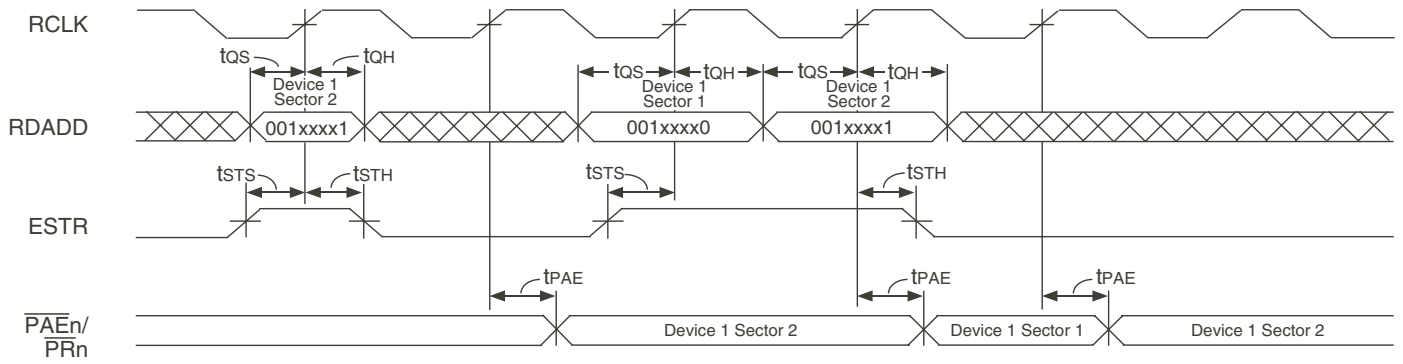 RCLK
tQS
tQH
tQS
tQH
tQS
tQH
Device 1
Sector 2
Device 1
Sector 1
Device 1
Sector 2
RDADD
001xxxx1
001xxxx0
001xxxx1
tSTS
tSTH
tSTS
tSTH
ESTR
tPAE
tPAE
tPAE
PAEn/
PRn
Device 1 Sector 2
Device 1 Sector 1
Device 1 Sector 2